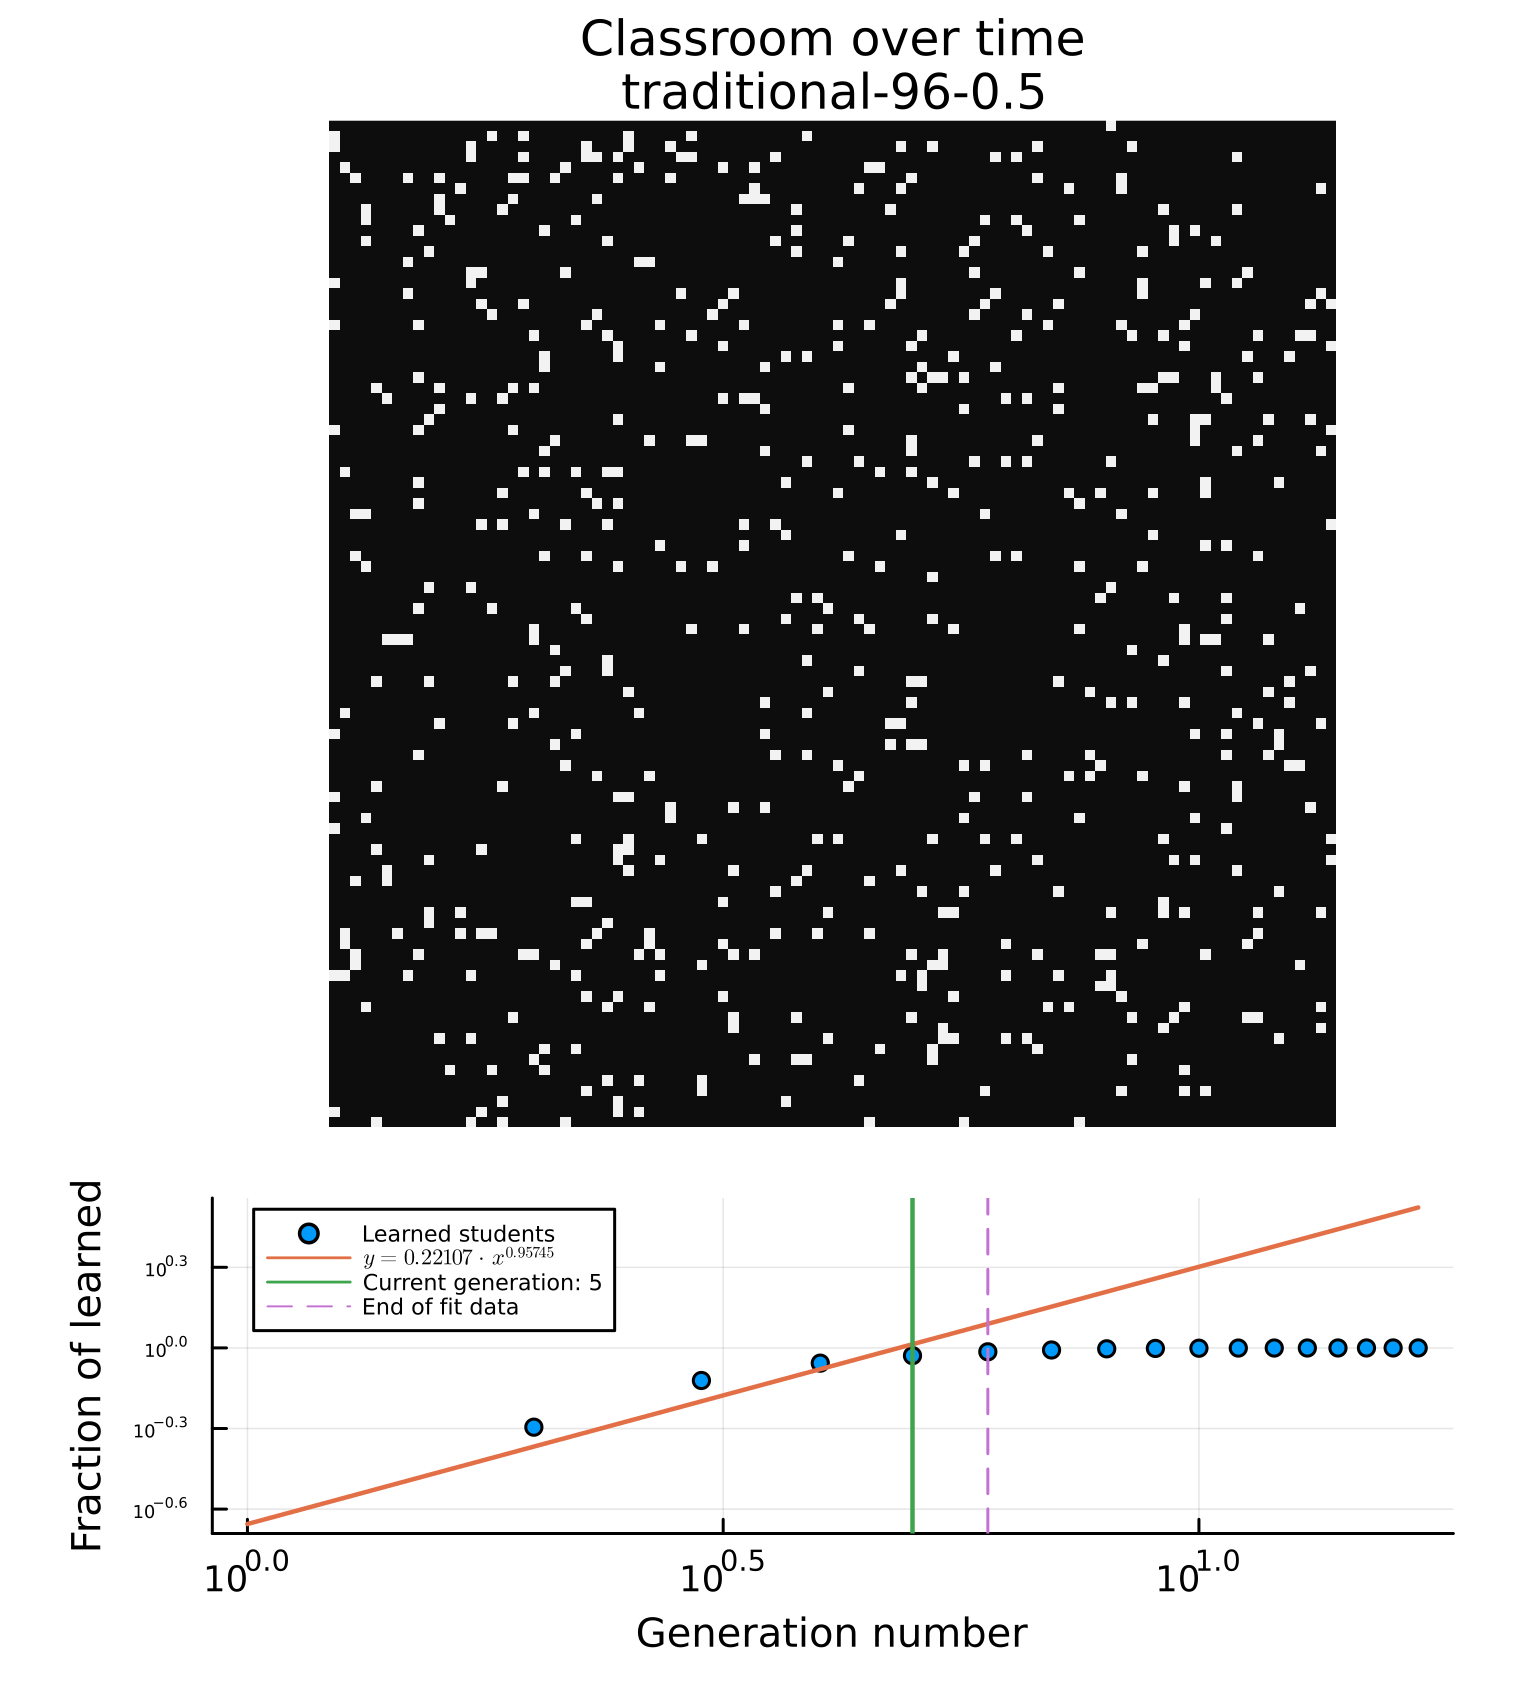 Classroom over time
traditional-96-0.5
Fraction of learned
Learned students
y = 0.22107 · x^0.95745
Current generation: 5
End of fit data
10^0.3
10^0.0
10^−0.3
10^−0.6
10^0.0 10^0.5 10^1.0
Generation number